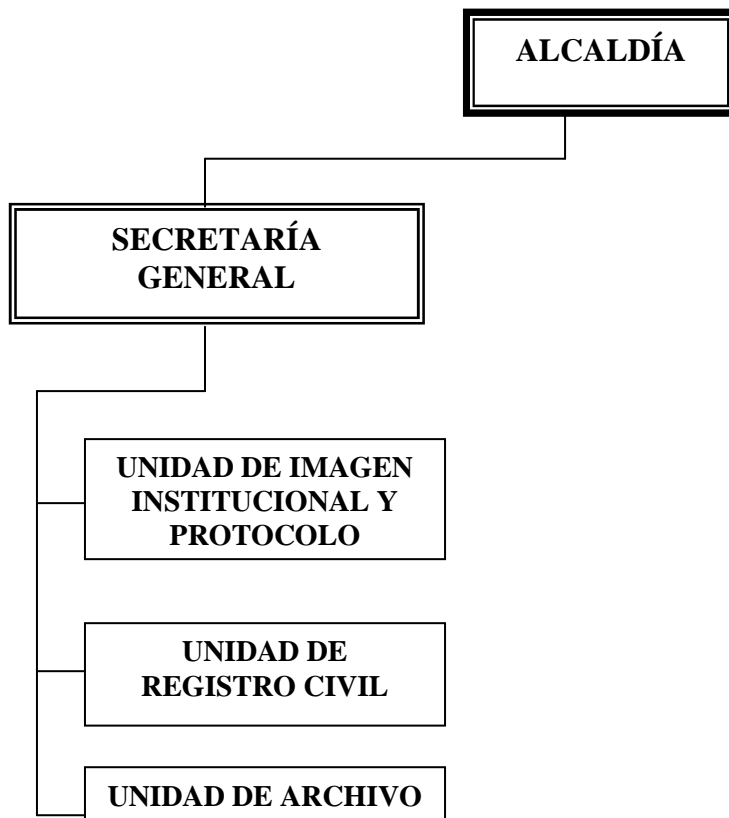 ALCALDÍA
SECRETARÍA
GENERAL
UNIDAD DE IMAGEN
INSTITUCIONAL Y
PROTOCOLO
UNIDAD DE
REGISTRO CIVIL
UNIDAD DE ARCHIVO